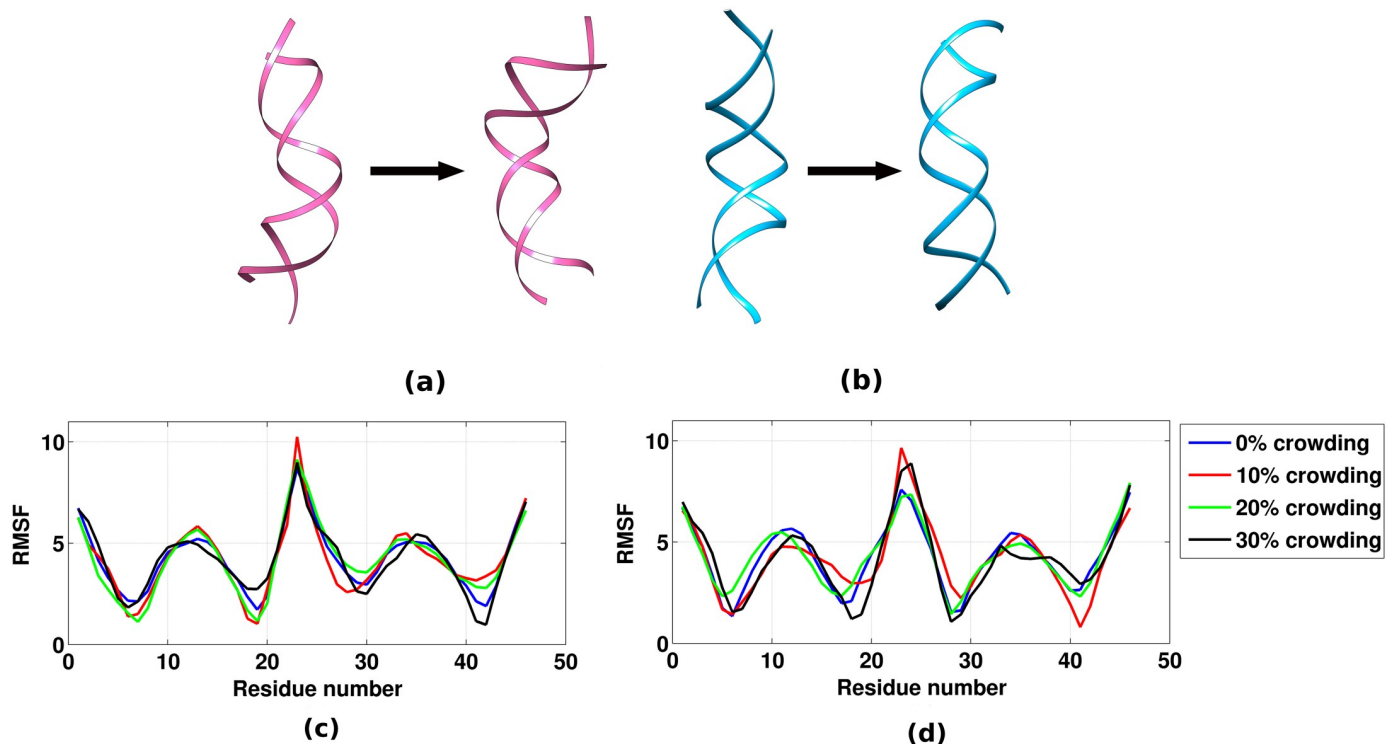 (a)
(b)
RMSF
10
5
0
0
10
20
30
40
50
Residue number
(c)
RMSF
10
5
0
0
10
20
30
40
50
Residue number
(d)
0% crowding
10% crowding
20% crowding
30% crowding